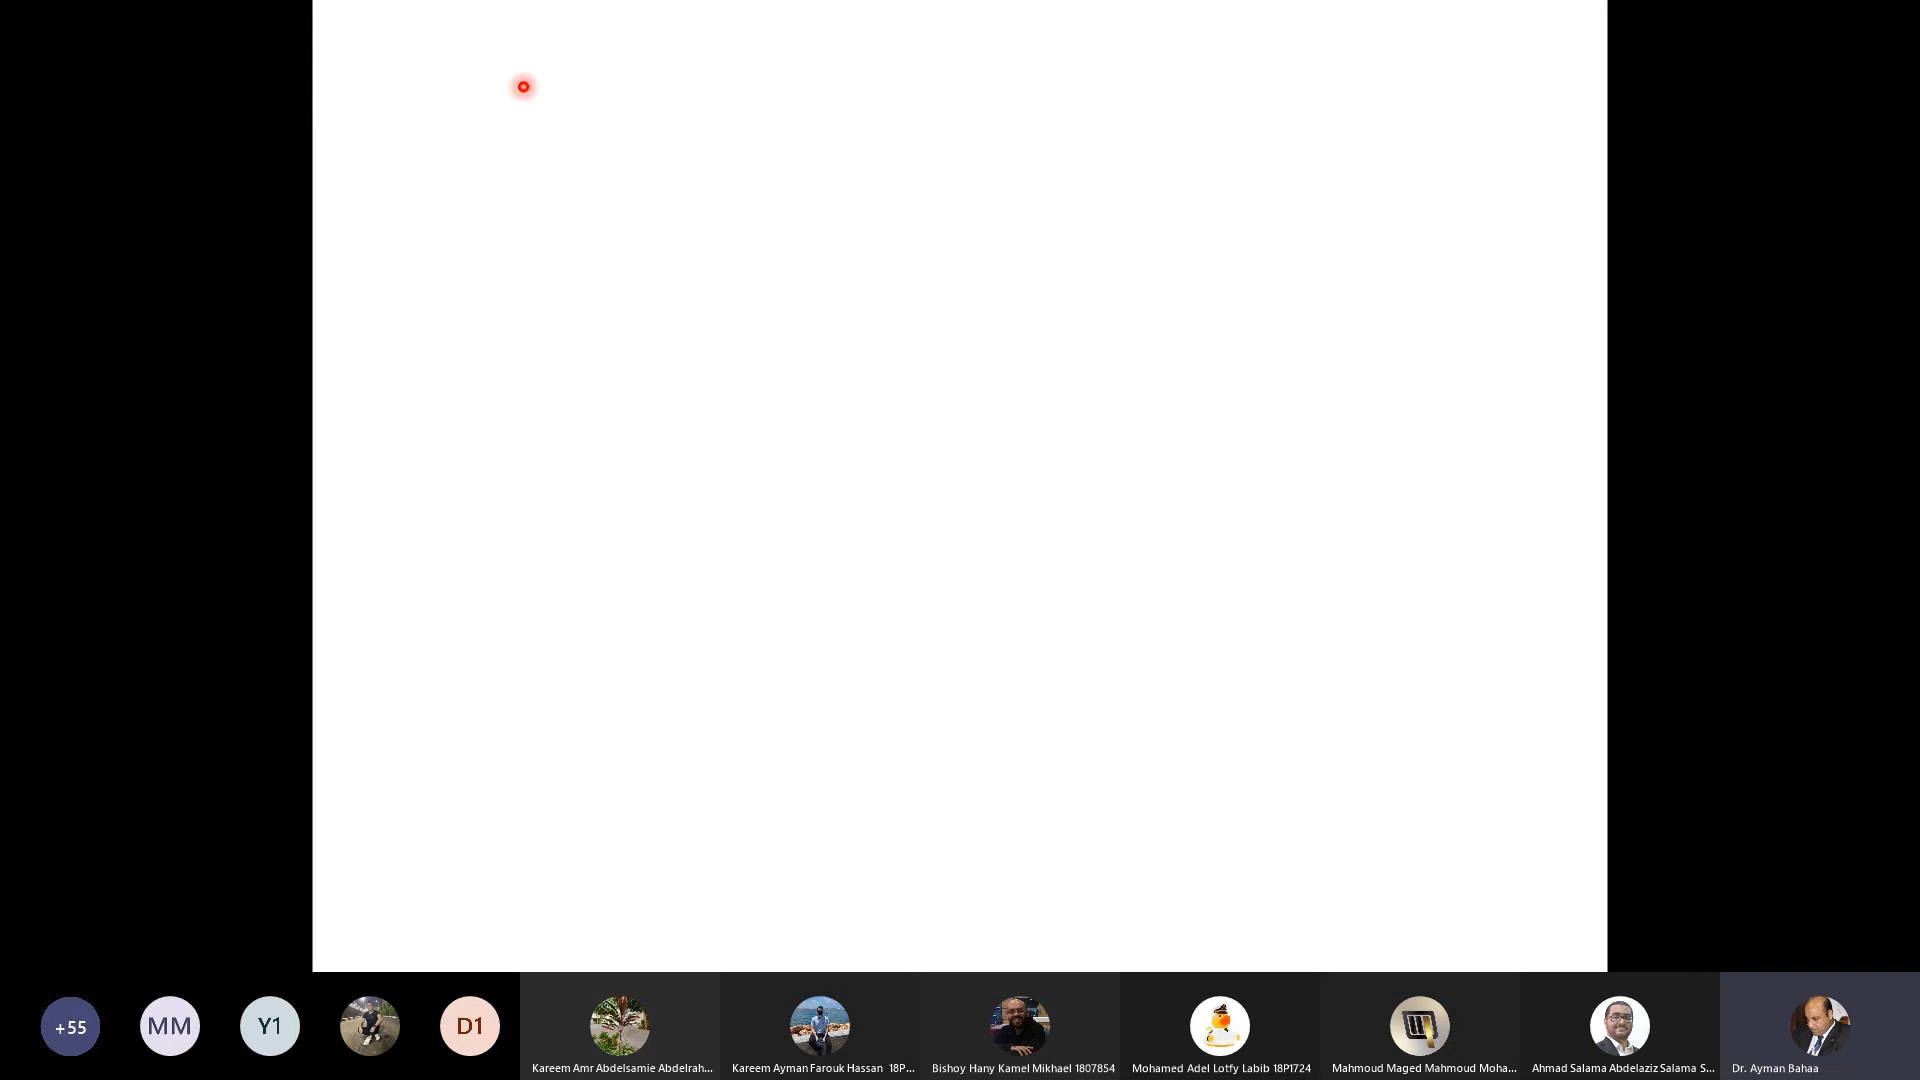 +55
MM
Y1
D1
Kareem Amr Abdelsamie Abdelrah...
Kareem Ayman Farouk Hassan 18P...
Bishoy Hany Kamel Mikhael 1807854
Mohamed Adel Lotfy Labib 18P1724
Mahmoud Maged Mahmoud Moha...
Ahmad Salama Abdelaziz Salama S...
Dr. Ayman Bahaa